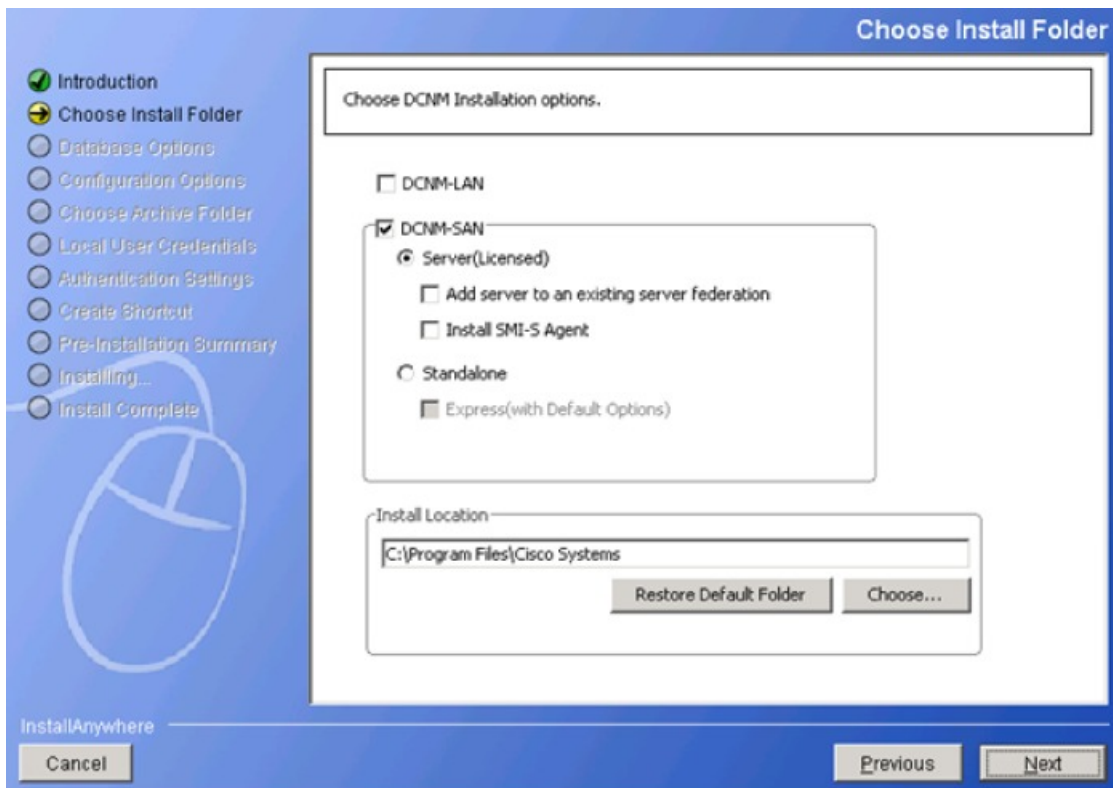 Choose Install Folder
Introduction
Choose Install Folder
Database Options
Configuration Options
Choose Archive Folder
Local User Credentials
Authentication Settings
Create Shortcut
Pre-Installation Summary
Installing...
Install Complete
Choose DCNM Installation options.
DCNM-LAN
DCNM-SAN
Server(Licensed)
Add server to an existing server federation
Install SMI-S Agent
Standalone
Express(with Default Options)
Install Location
C:\Program Files\Cisco Systems
Restore Default Folder
Choose...
InstallAnywhere
Cancel
Previous
Next